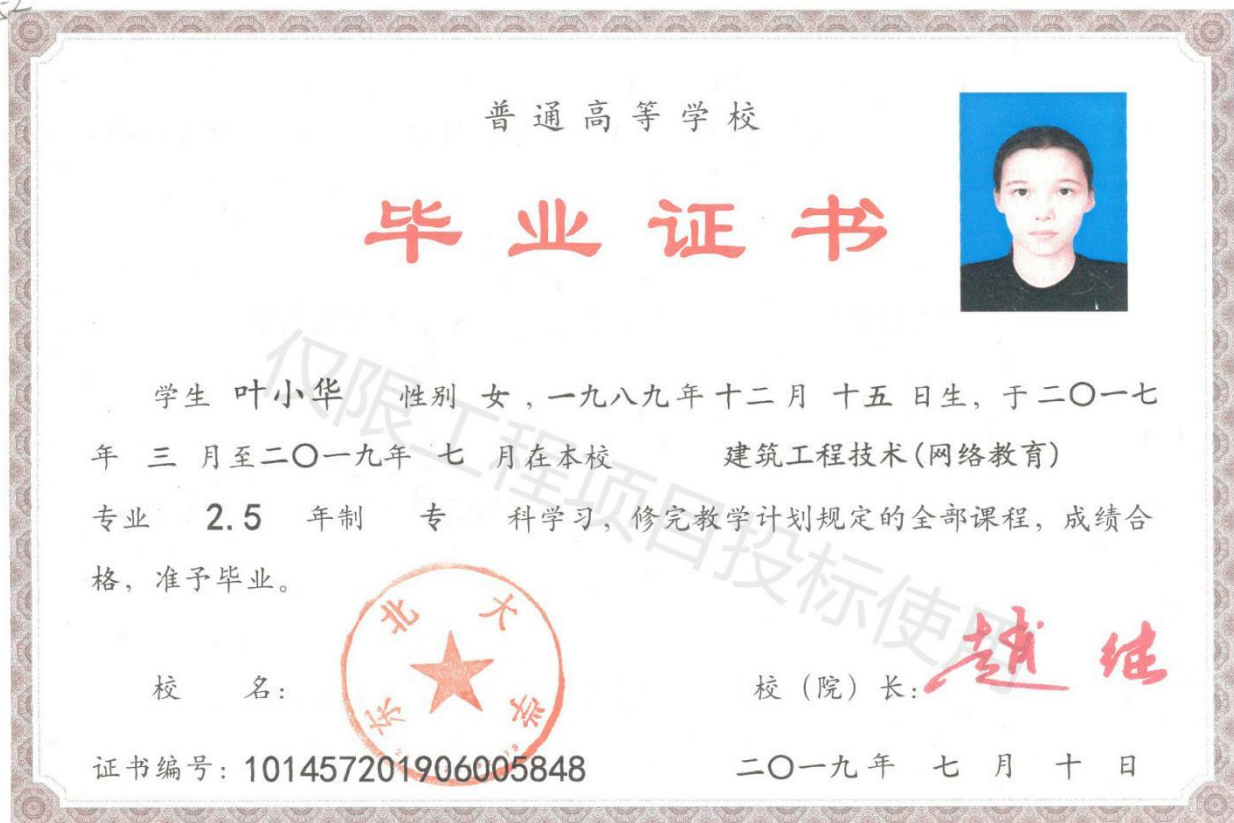 普通高等学校
毕业证书
学生 叶小华 性别 女，一九八九年十二月 十五 日生，于二〇一七
年 三 月至二〇一九年 七 月在本校 建筑工程技术(网络教育)
专业 2.5 年制 专 科学习，修完教学计划规定的全部课程，成绩合
格，准予毕业。
仅限工程项目投标使用
东北大学
校 名：
校（院）长：赵继
证书编号：101457201906005848
二〇一九年 七 月 十 日